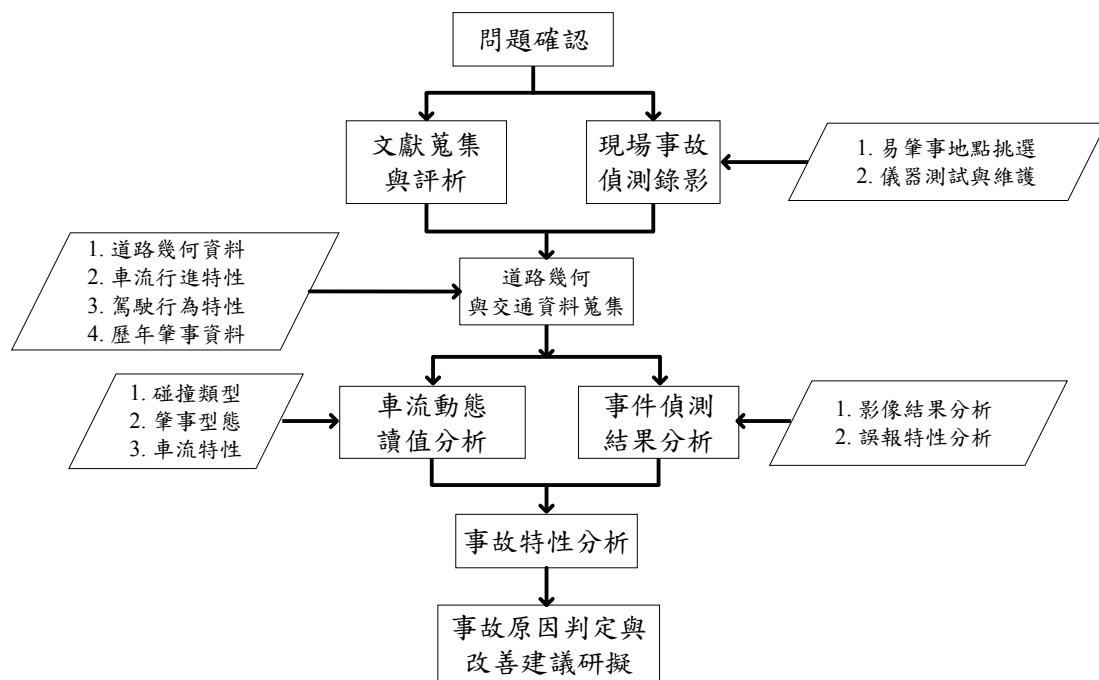 問題確認
文獻蒐集
與評析
現場事故
偵測錄影
1. 易肇事地點挑選
2. 儀器測試與維護
1. 道路幾何資料
2. 車流行進特性
3. 駕駛行為特性
4. 歷年肇事資料
道路幾何
與交通資料蒐集
1. 碰撞類型
2. 肇事型態
3. 車流特性
車流動態
讀值分析
事件偵測
結果分析
1. 影像結果分析
2. 誤報特性分析
事故特性分析
事故原因判定與
改善建議研擬